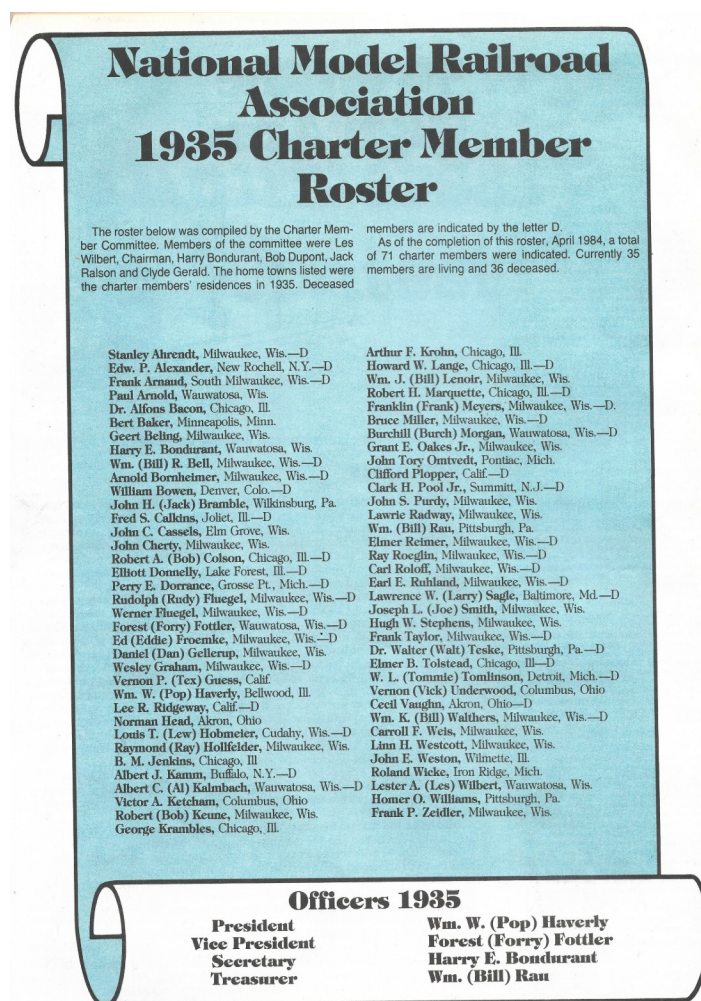 National Model Railroad
Association
1935 Charter Member
Roster
The roster below was compiled by the Charter Mem-
ber Committee. Members of the committee were Les
Wilbert, Chairman, Harry Bondurant, Bob Dupont, Jack
Ralson and Clyde Gerald. The home towns listed were
the charter members' residences in 1935. Deceased
members are indicated by the letter D.
As of the completion of this roster, April 1984, a total
of 71 charter members were indicated. Currently 35
members are living and 36 deceased.
Stanley Ahrendt, Milwaukee, Wis.—D
Edw. P. Alexander, New Rochell, N.Y.—D
Frank Arnaud, South Milwaukee, Wis.—D
Paul Arnold, Wauwatosa, Wis.
Dr. Alfons Bacon, Chicago, Ill.
Bert Baker, Minneapolis, Minn.
Geert Beling, Milwaukee, Wis.
Harry E. Bondurant, Wauwatosa, Wis.
Wm. (Bill) R. Bell, Milwaukee, Wis.—D
Arnold Bornheimer, Milwaukee, Wis.—D
William Bowen, Denver, Colo.—D
John H. (Jack) Bramble, Wilkinsburg, Pa.
Fred S. Calkins, Joliet, Ill.—D
John C. Cassels, Elm Grove, Wis.
John Cherty, Milwaukee, Wis.
Robert A. (Bob) Colson, Chicago, Ill.—D
Elliott Donnelly, Lake Forest, Ill.—D
Perry E. Dorrance, Grosse Pt., Mich.—D
Rudolph (Rudy) Fluegel, Milwaukee, Wis.—D
Werner Fluegel, Milwaukee, Wis.—D
Forest (Forry) Fottler, Wauwatosa, Wis.—D
Ed (Eddie) Froemke, Milwaukee, Wis.—D
Daniel (Dan) Gellerup, Milwaukee, Wis.
Wesley Graham, Milwaukee, Wis.—D
Vernon P. (Tex) Guess, Calif.
Wm. W. (Pop) Haverly, Bellwood, Ill.
Lee R. Ridgeway, Calif.—D
Norman Head, Akron, Ohio
Louis T. (Lew) Hobmeier, Cudahy, Wis.—D
Raymond (Ray) Hollfelder, Milwaukee, Wis.
B. M. Jenkins, Chicago, Ill
Albert J. Kamm, Buffalo, N.Y.—D
Albert C. (Al) Kalmbach, Wauwatosa, Wis.—D
Victor A. Ketcham, Columbus, Ohio
Robert (Bob) Keune, Milwaukee, Wis.
George Krambles, Chicago, Ill.
Arthur F. Krohn, Chicago, Ill.
Howard W. Lange, Chicago, Ill.—D
Wm. J. (Bill) Lenoir, Milwaukee, Wis.
Robert H. Marquette, Chicago, Ill.—D
Franklin (Frank) Meyers, Milwaukee, Wis.—D.
Bruce Miller, Milwaukee, Wis.—D
Burchill (Burch) Morgan, Wauwatosa, Wis.—D
Grant E. Oakes Jr., Milwaukee, Wis.
John Tory Omtvedt, Pontiac, Mich.
Clifford Plopper, Calif.—D
Clark H. Pool Jr., Summitt, N.J.—D
John S. Purdy, Milwaukee, Wis.
Lawrie Radway, Milwaukee, Wis.
Wm. (Bill) Rau, Pittsburgh, Pa.
Elmer Reimer, Milwaukee, Wis.—D
Ray Roeglin, Milwaukee, Wis.—D
Carl Roloff, Milwaukee, Wis.—D
Earl E. Ruhland, Milwaukee, Wis.—D
Lawrence W. (Larry) Sagle, Baltimore, Md.—D
Joseph L. (Joe) Smith, Milwaukee, Wis.
Hugh W. Stephens, Milwaukee, Wis.
Frank Taylor, Milwaukee, Wis.—D
Dr. Walter (Walt) Teske, Pittsburgh, Pa.—D
Elmer B. Tolstead, Chicago, Ill—D
W. L. (Tommie) Tomlinson, Detroit, Mich.—D
Vernon (Vick) Underwood, Columbus, Ohio
Cecil Vaughn, Akron, Ohio—D
Wm. K. (Bill) Walthers, Milwaukee, Wis.—D
Carroll F. Weis, Milwaukee, Wis.
Linn H. Westcott, Milwaukee, Wis.
John E. Weston, Wilmette, Ill.
Roland Wicke, Iron Ridge, Mich.
Lester A. (Les) Wilbert, Wauwatosa, Wis.
Homer O. Williams, Pittsburgh, Pa.
Frank P. Zeidler, Milwaukee, Wis.
Officers 1935
President Wm. W. (Pop) Haverly
Vice President Forest (Forry) Fottler
Secretary Harry E. Bondurant
Treasurer Wm. (Bill) Rau